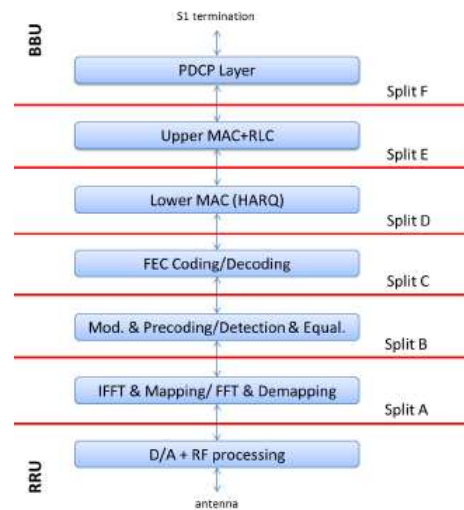 S1 termination
BBU
PDCP Layer
Split F
Upper MAC+RLC
Split E
Lower MAC (HARQ)
Split D
FEC Coding/Decoding
Split C
Mod. & Precoding/Detection & Equal.
Split B
IFFT & Mapping/ FFT & Demapping
Split A
D/A + RF processing
RRU
antenna